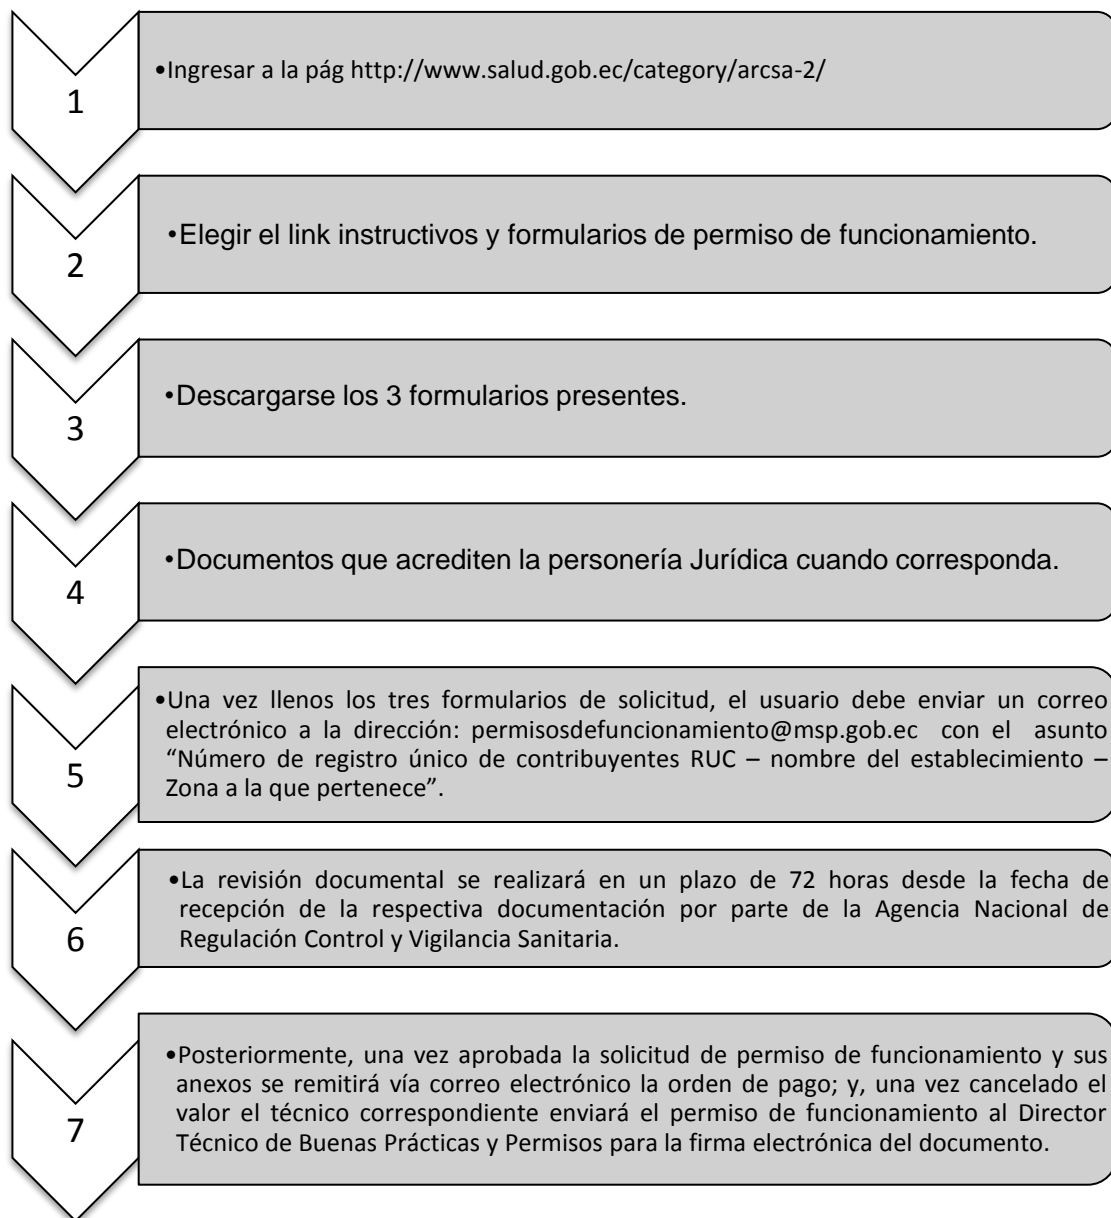 1
•Ingresar a la pág http://www.salud.gob.ec/category/arcsa-2/
2
•Elegir el link instructivos y formularios de permiso de funcionamiento.
3
•Descargarse los 3 formularios presentes.
4
•Documentos que acrediten la personería Jurídica cuando corresponda.
5
•Una vez llenos los tres formularios de solicitud, el usuario debe enviar un correo
electrónico a la dirección: permisosdefuncionamiento@msp.gob.ec con el asunto
“Número de registro único de contribuyentes RUC – nombre del establecimiento –
Zona a la que pertenece”.
6
•La revisión documental se realizará en un plazo de 72 horas desde la fecha de
recepción de la respectiva documentación por parte de la Agencia Nacional de
Regulación Control y Vigilancia Sanitaria.
7
•Posteriormente, una vez aprobada la solicitud de permiso de funcionamiento y sus
anexos se remitirá vía correo electrónico la orden de pago; y, una vez cancelado el
valor el técnico correspondiente enviará el permiso de funcionamiento al Director
Técnico de Buenas Prácticas y Permisos para la firma electrónica del documento.